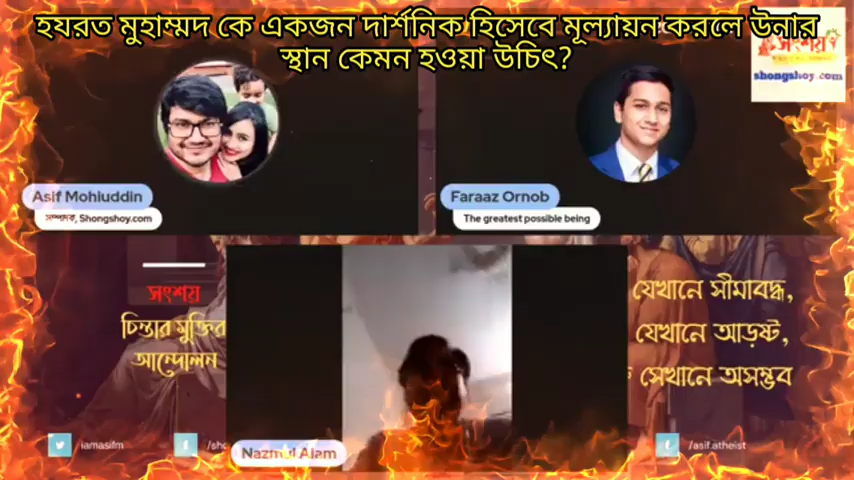 হযরত মুহাম্মদ কে একজন দার্শনিক হিসেবে মূল্যায়ন করলে উনার
স্থান কেমন হওয়া উচিৎ?
সংশয়
shongshoy.com
Asif Mohiuddin
সম্পাদক, Shongshoy.com
Faraaz Ornob
The greatest possible being
সংশয়
চিন্তার মুক্তির
আন্দোলন
যেখানে সীমাবদ্ধ,
যেখানে আড়ষ্ট,
সেখানে অসম্ভব
iamasifm
/sho
Nazmul Alam
/asif.atheist